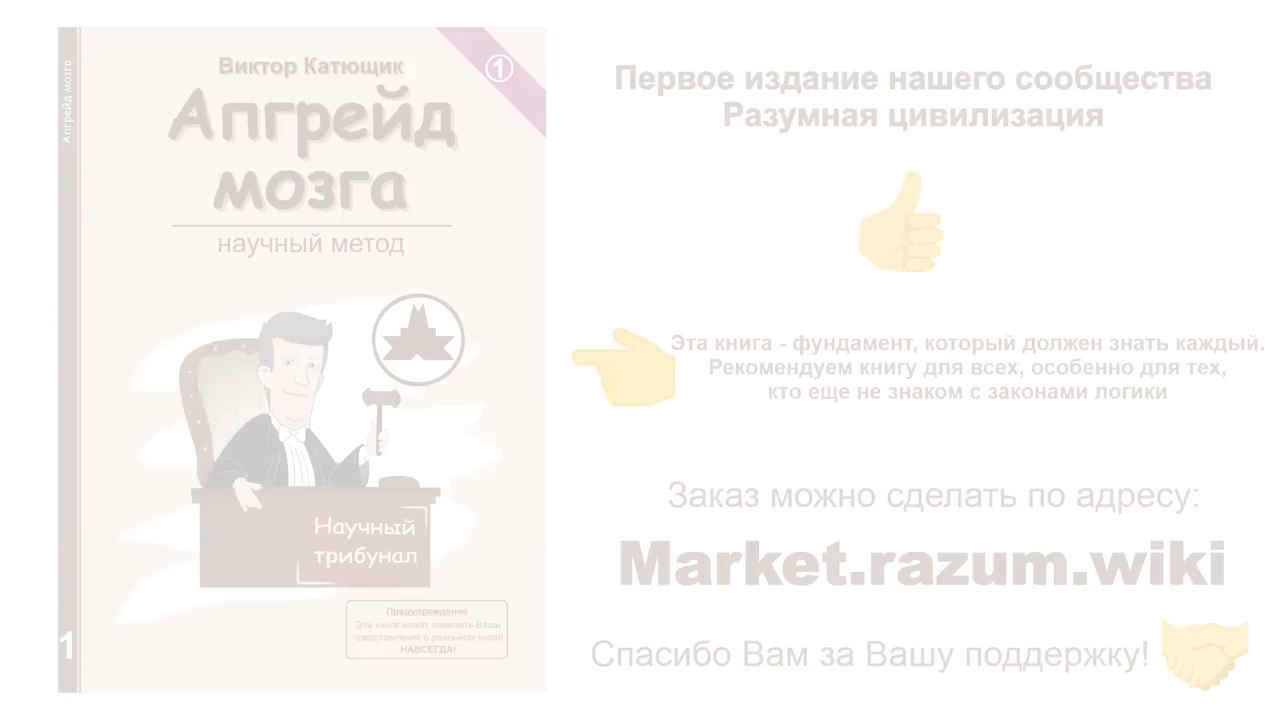 Апгрейд мозга
Виктор Катющик
1
Апгрейд
мозга
научный метод
Научный
трибунал
Предупреждение
Эта книга может изменить Ваши
представления о реальном мире!
НАВСЕГДА!
1
Первое издание нашего сообщества
Разумная цивилизация
Эта книга - фундамент, который должен знать каждый.
Рекомендуем книгу для всех, особенно для тех,
кто еще не знаком с законами логики
Заказ можно сделать по адресу:
Market.razum.wiki
Спасибо Вам за Вашу поддержку!